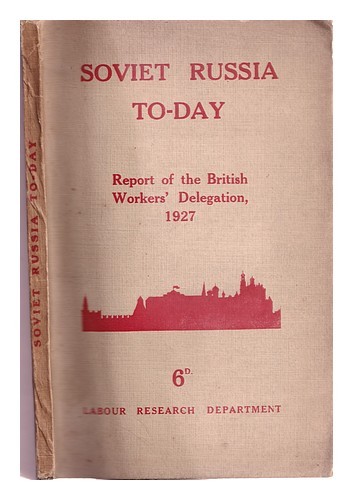 SOVIET RUSSIA TO-DAY
SOVIET RUSSIA
TO-DAY
Report of the British
Workers' Delegation,
1927
6D.
LABOUR RESEARCH DEPARTMENT